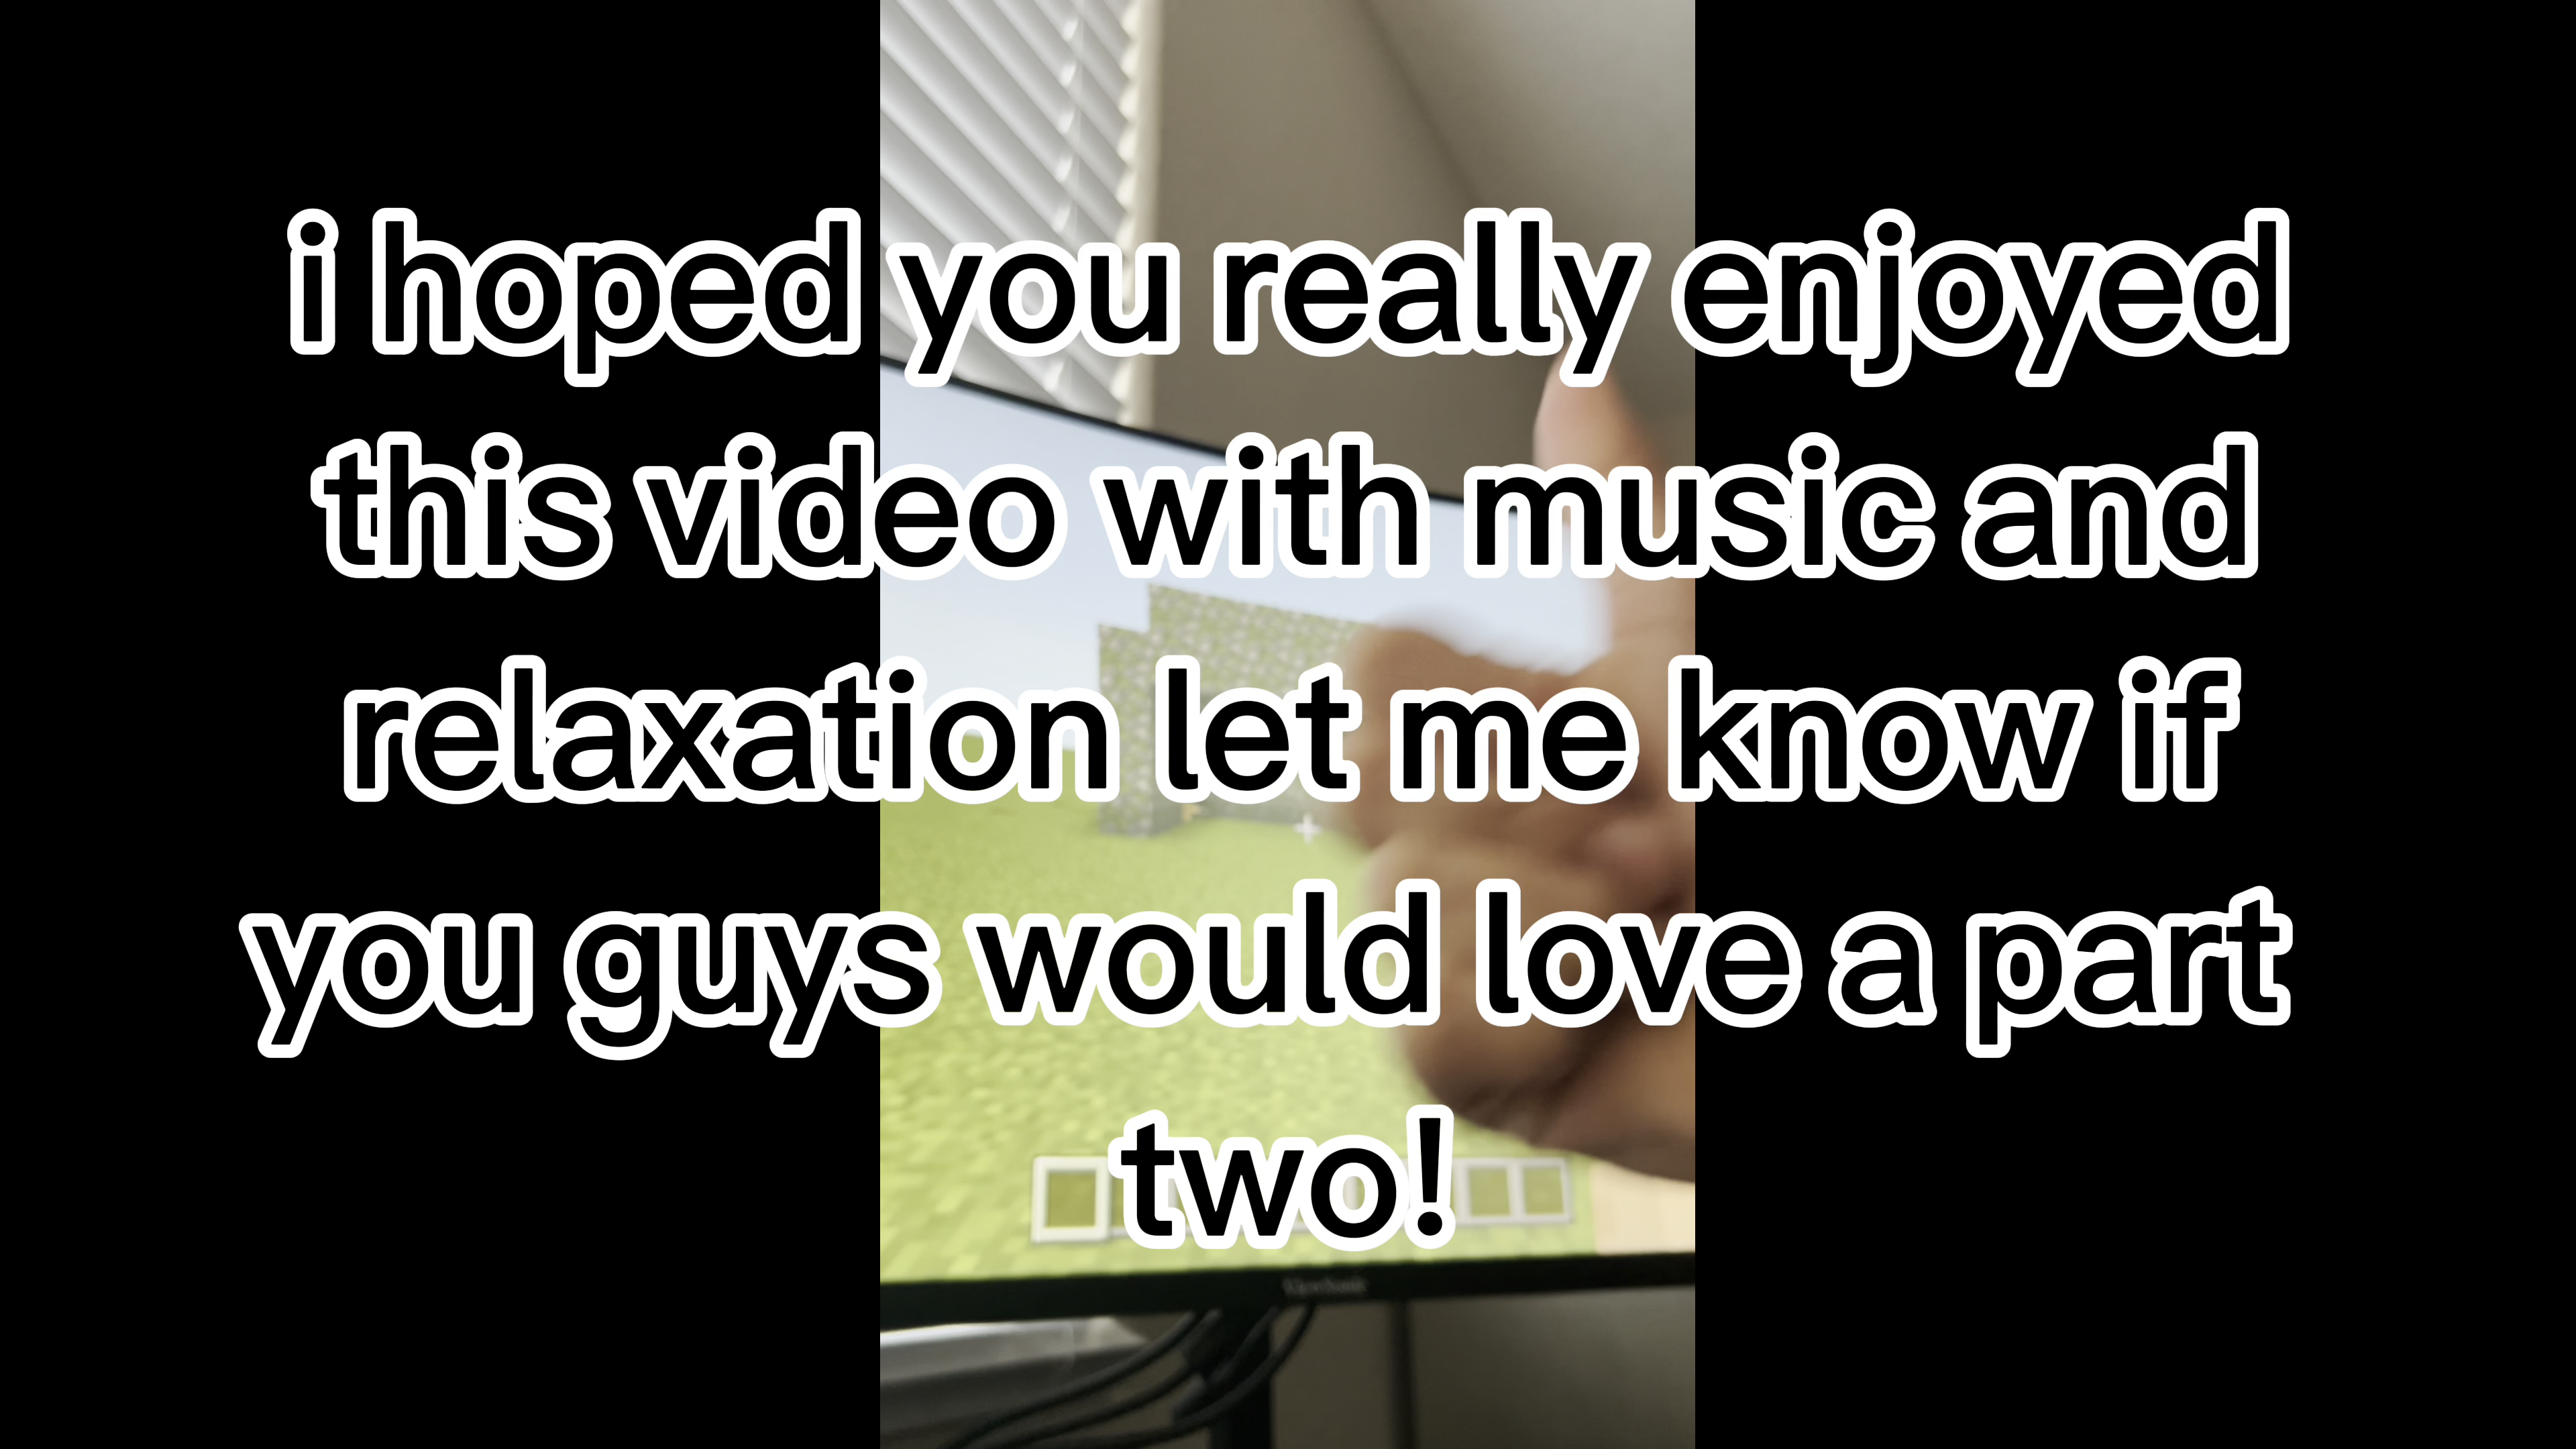 i hoped you really enjoyed
this video with music and
relaxation let me know if
you guys would love a part
two!
ViewSonic